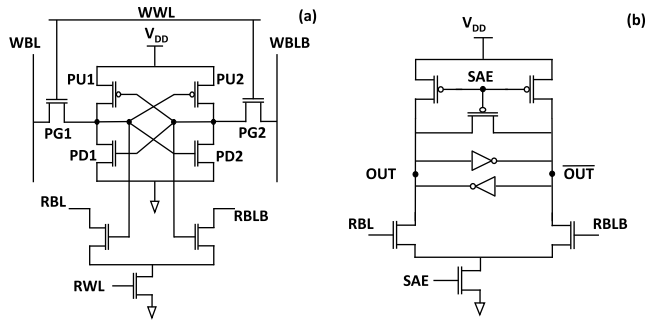 (a)
WWL
WBL
V_DD
WBLB
PU1
PU2
PG1
PG2
PD1
PD2
RBL
RBLB
RWL
(b)
V_DD
SAE
OUT
OUT
RBL
RBLB
SAE